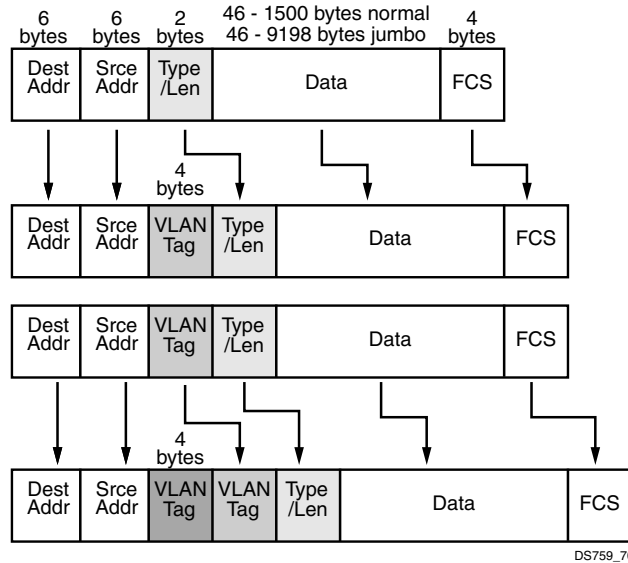 6 bytes 6 bytes 2 bytes 46 - 1500 bytes normal 46 - 9198 bytes jumbo 4 bytes
Dest Addr Srce Addr Type /Len Data FCS
4 bytes
Dest Addr Srce Addr VLAN Tag Type /Len Data FCS
Dest Addr Srce Addr VLAN Tag Type /Len Data FCS
4 bytes
Dest Addr Srce Addr VLAN Tag VLAN Tag Type /Len Data FCS